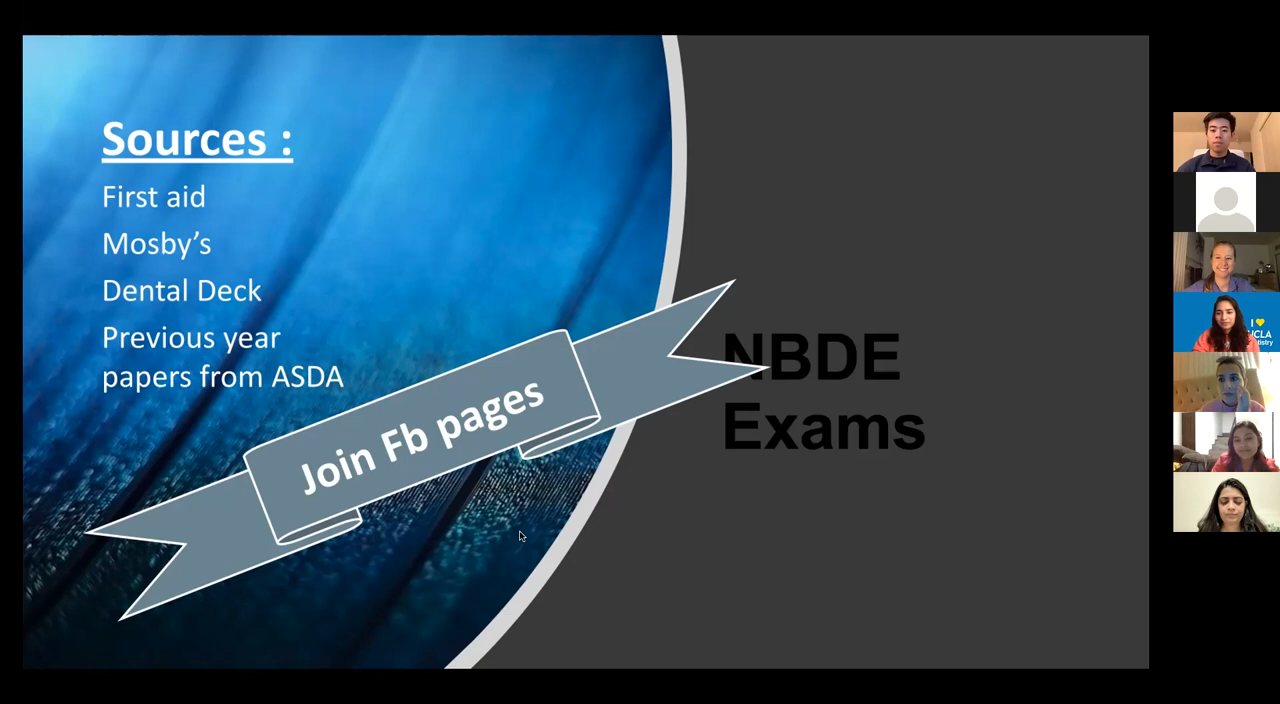 Sources :
First aid
Mosby’s
Dental Deck
Previous year
papers from ASDA
Join Fb pages
NBDE
Exams
I